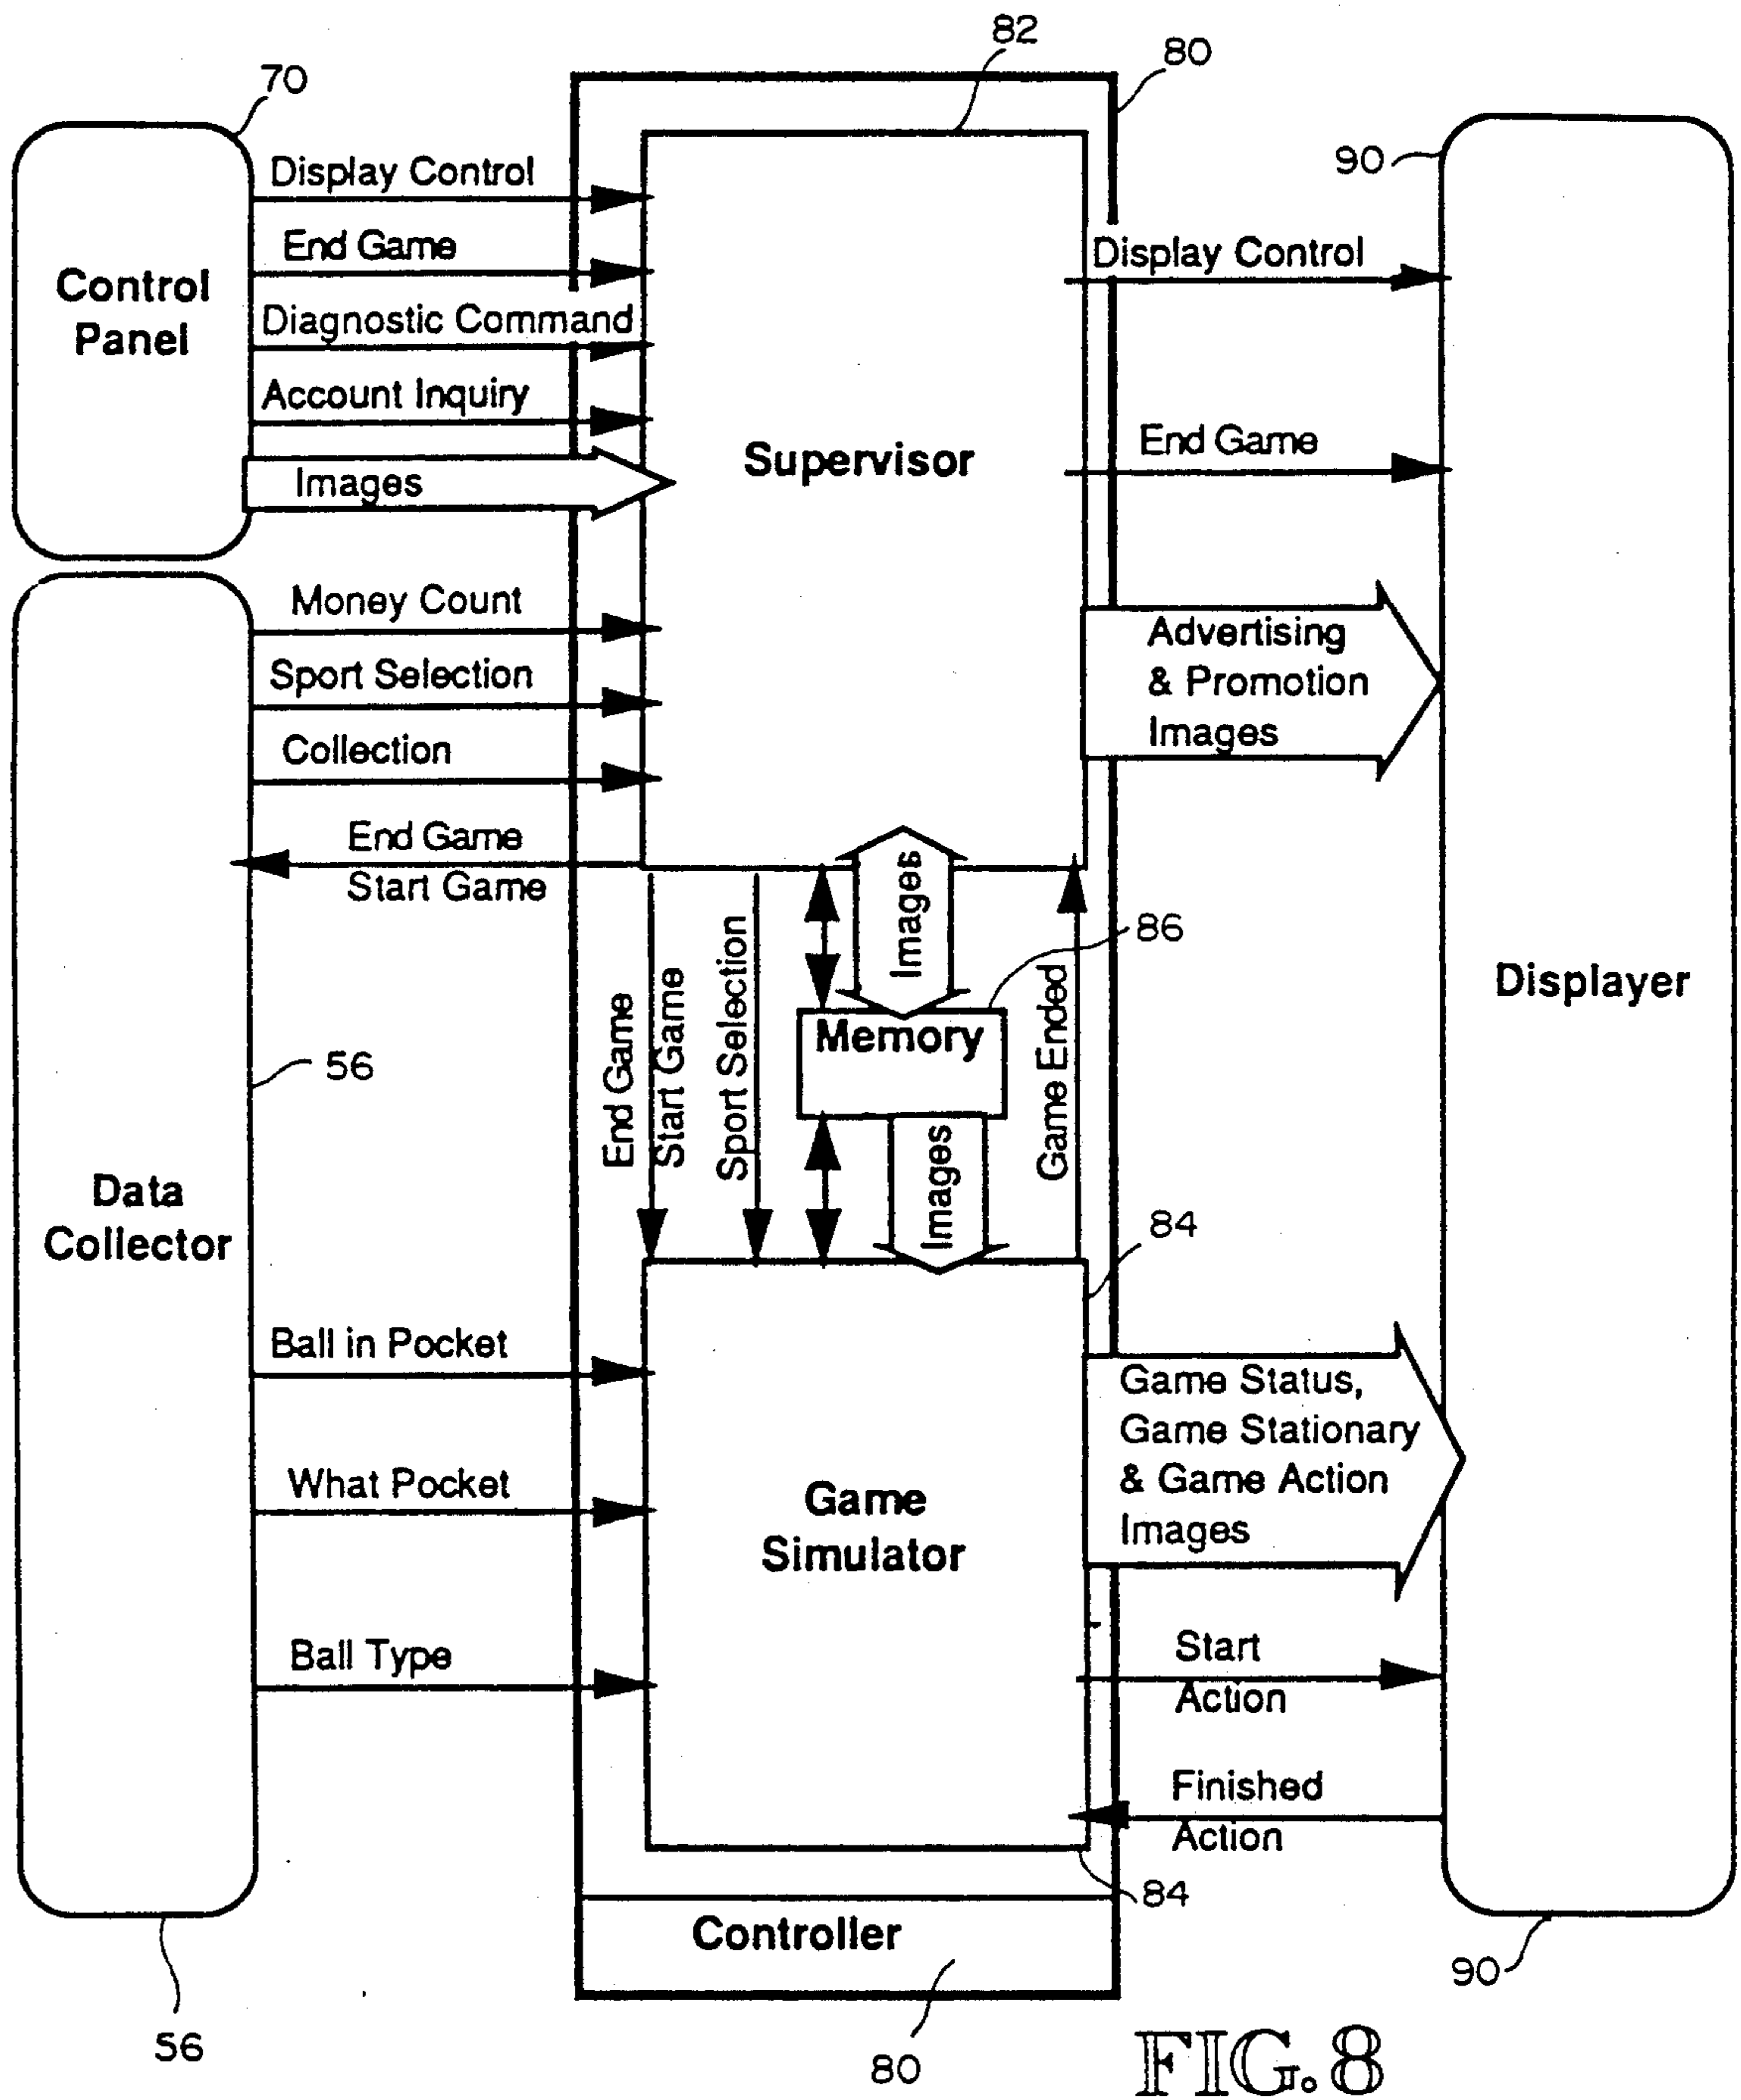 82
80
70
90
Display Control
End Game
Diagnostic Command
Account Inquiry
Images
Control
Panel
Supervisor
Display Control
End Game
Advertising
& Promotion
Images
Money Count
Sport Selection
Collection
End Game
Start Game
End Game
Start Game
Sport Selection
Images
86
Memory
Game Ended
Images
Displayer
56
Data
Collector
84
Ball in Pocket
What Pocket
Ball Type
Game
Simulator
Game Status,
Game Stationary
& Game Action
Images
Start
Action
Finished
Action
84
Controller
90
56
80
FIG. 8